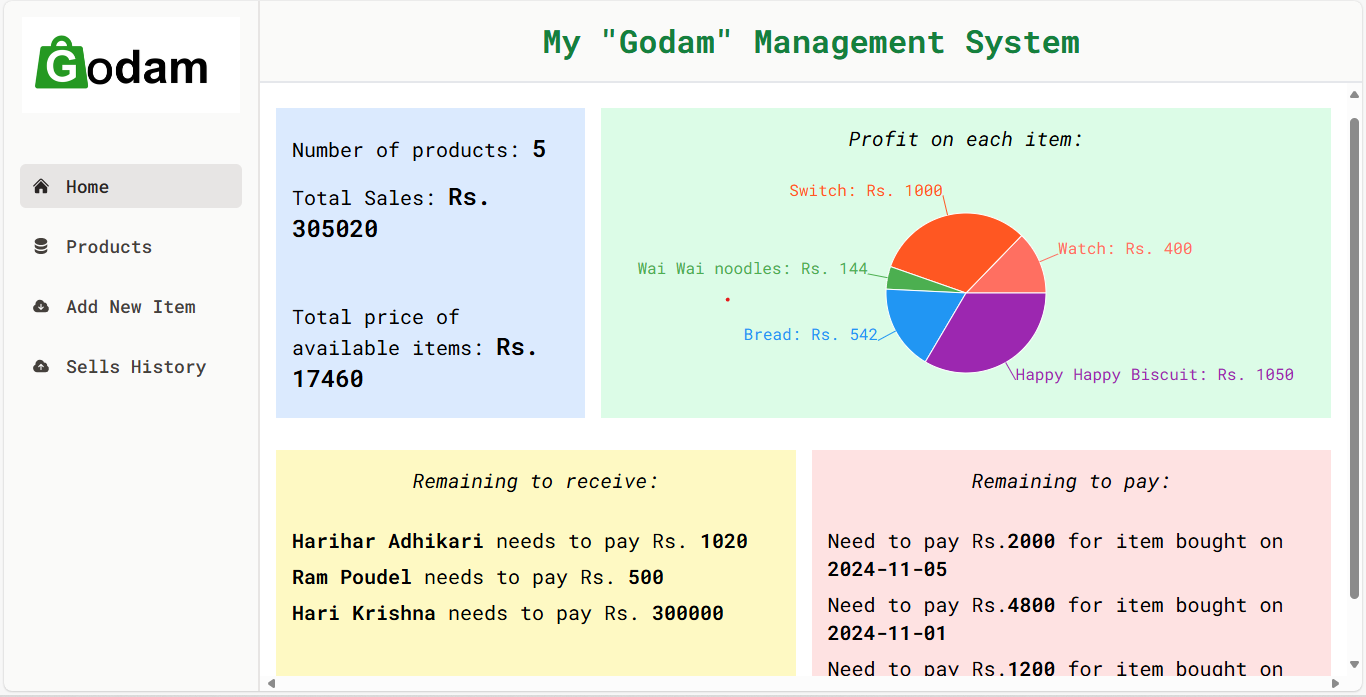 Godam
My "Godam" Management System
Home
Products
Add New Item
Sells History
Number of products: 5
Total Sales: Rs.
305020
Total price of
available items: Rs.
17460
Profit on each item:
Switch: Rs. 1000
Watch: Rs. 400
Wai Wai noodles: Rs. 144
Bread: Rs. 542
Happy Happy Biscuit: Rs. 1050
Remaining to receive:
Harihar Adhikari needs to pay Rs. 1020
Ram Poudel needs to pay Rs. 500
Hari Krishna needs to pay Rs. 300000
Remaining to pay:
Need to pay Rs.2000 for item bought on
2024-11-05
Need to pay Rs.4800 for item bought on
2024-11-01
Need to pay Rs.1200 for item bought on